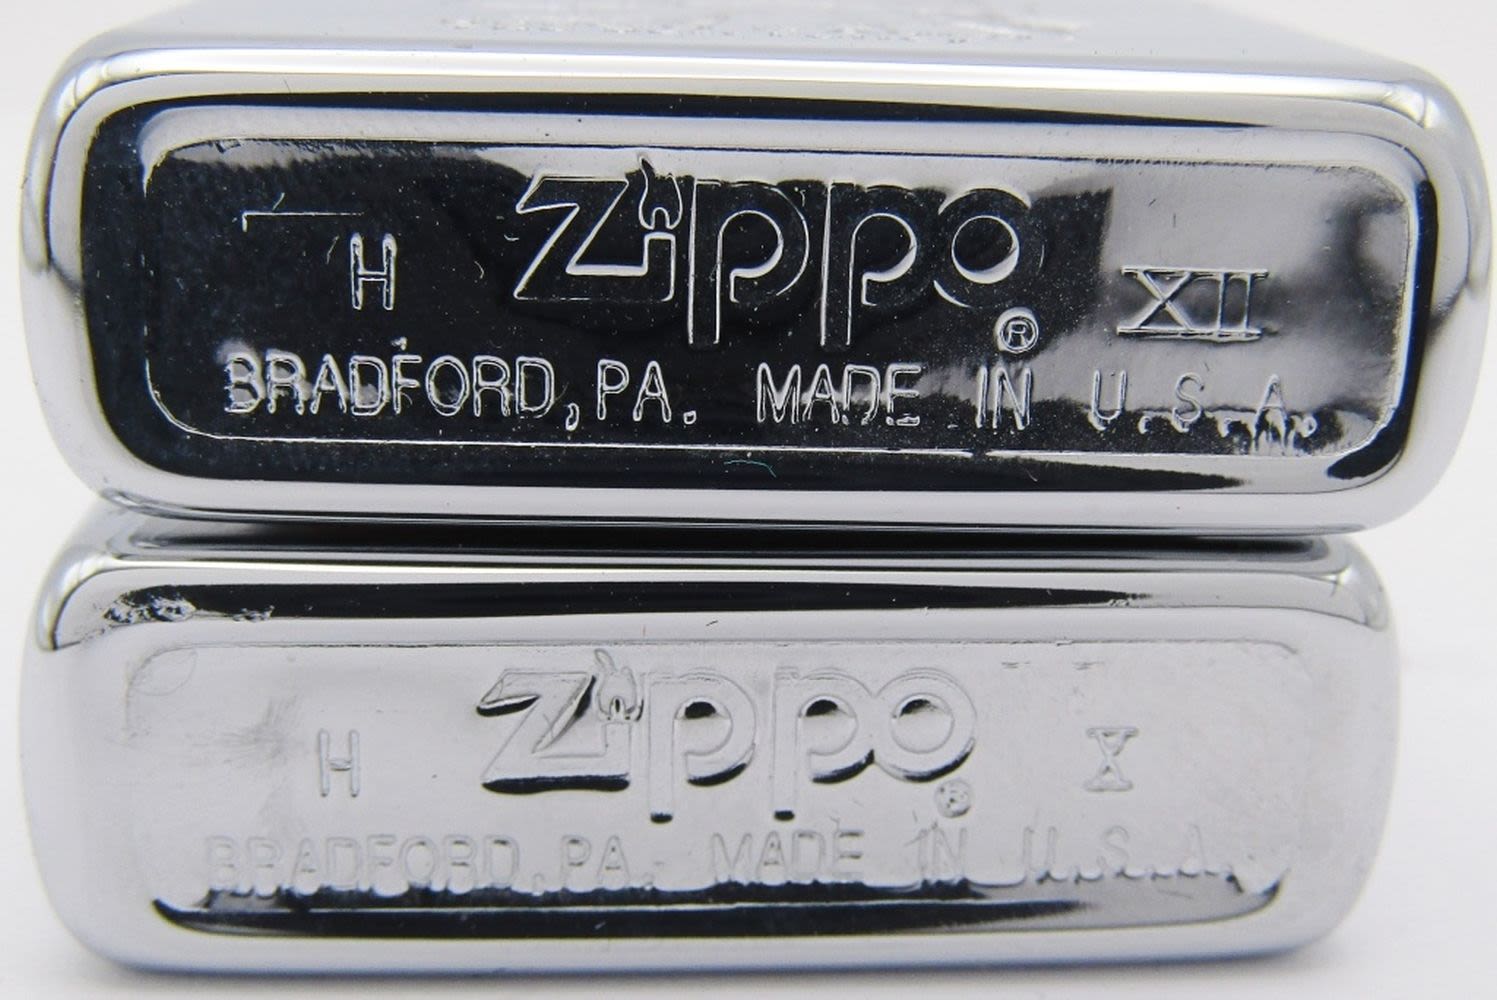 H Zippo® XII
BRADFORD, PA. MADE IN U.S.A.
H Zippo® X
BRADFORD, PA. MADE IN U.S.A.